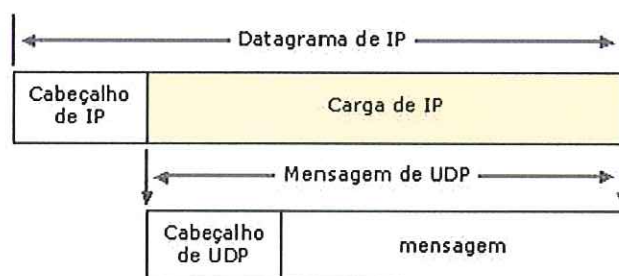 Datagrama de IP
Cabeçalho
de IP
Carga de IP
Mensagem de UDP
Cabeçalho
de UDP
mensagem